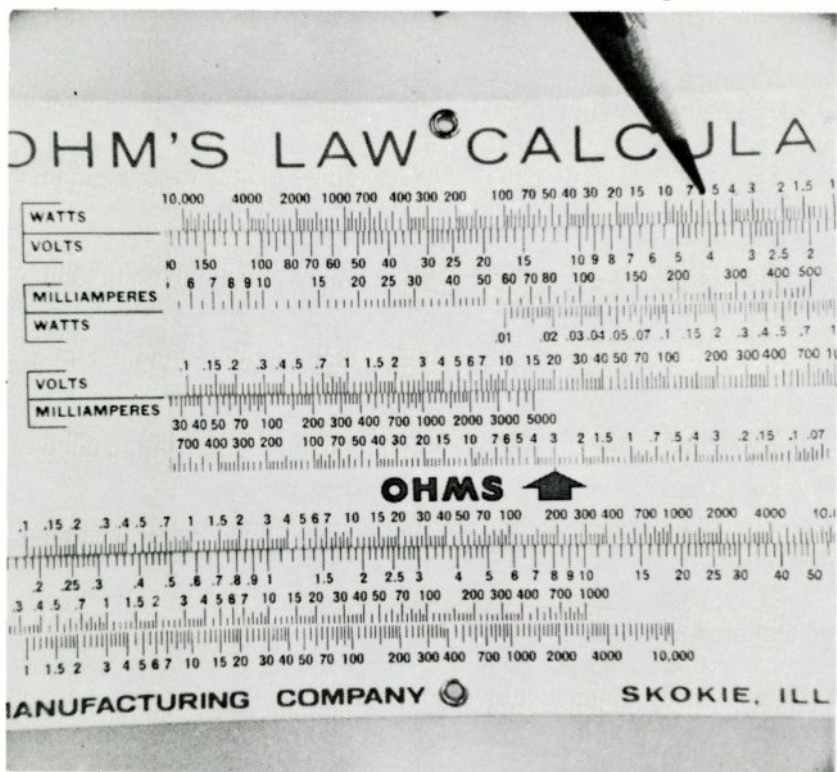 OHM'S LAW CALCULA
10.000 4000 2000 1000 700 400 300 200 100 70 50 40 30 20 15 10 7 5 4 3 2 1.5 1
WATTS
VOLTS
150 100 80 70 60 50 40 30 25 20 15 10 9 8 7 6 5 4 3 2.5 2
MILLIAMPERES 6 7 8 9 10 15 20 25 30 40 50 60 70 80 100 150 200 300 400 500
WATTS .01 .02 .03 .04 .05 .07 .1 .15 2 .3 .4 .5 .7 1
VOLTS .1 .15 .2 .3 .4 .5 .7 1 1.5 2 3 4 5 6 7 10 15 20 30 40 50 70 100 200 300 400 700
MILLIAMPERES
30 40 50 70 100 200 300 400 700 1000 2000 3000 5000
700 400 300 200 100 70 50 40 30 20 15 10 7 6 5 4 3 2 1.5 1 .7 .5 .4 3 .2 .15 .1 .07
OHMS
.1 .15 .2 .3 .4 .5 .7 1 1.5 2 3 4 5 6 7 10 15 20 30 40 50 70 100 200 300 400 700 1000 2000 4000
.2 .25 .3 .4 .5 .6 .7 .8 .9 1 1.5 2 2.5 3 4 5 6 7 8 9 10 15 20 25 30 40 50
.3 .4 .5 .7 1 1.5 2 3 4 5 6 7 10 15 20 30 40 50 70 100 200 300 400 700 1000
1 1.5 2 3 4 5 6 7 10 15 20 30 40 50 70 100 200 300 400 700 1000 2000 4000 10.000
MANUFACTURING COMPANY SKOKIE, ILL